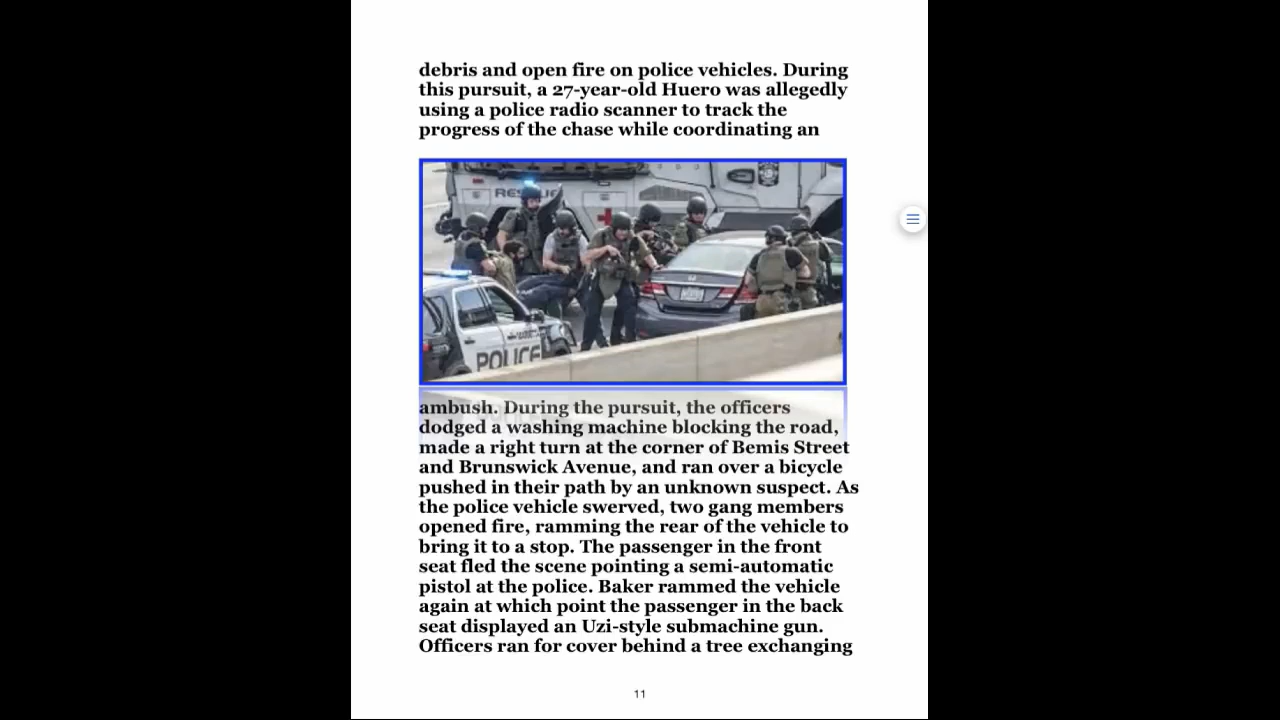 debris and open fire on police vehicles. During
this pursuit, a 27-year-old Huero was allegedly
using a police radio scanner to track the
progress of the chase while coordinating an
RESCUE
POLICE
ambush. During the pursuit, the officers
dodged a washing machine blocking the road,
made a right turn at the corner of Bemis Street
and Brunswick Avenue, and ran over a bicycle
pushed in their path by an unknown suspect. As
the police vehicle swerved, two gang members
opened fire, ramming the rear of the vehicle to
bring it to a stop. The passenger in the front
seat fled the scene pointing a semi-automatic
pistol at the police. Baker rammed the vehicle
again at which point the passenger in the back
seat displayed an Uzi-style submachine gun.
Officers ran for cover behind a tree exchanging
11